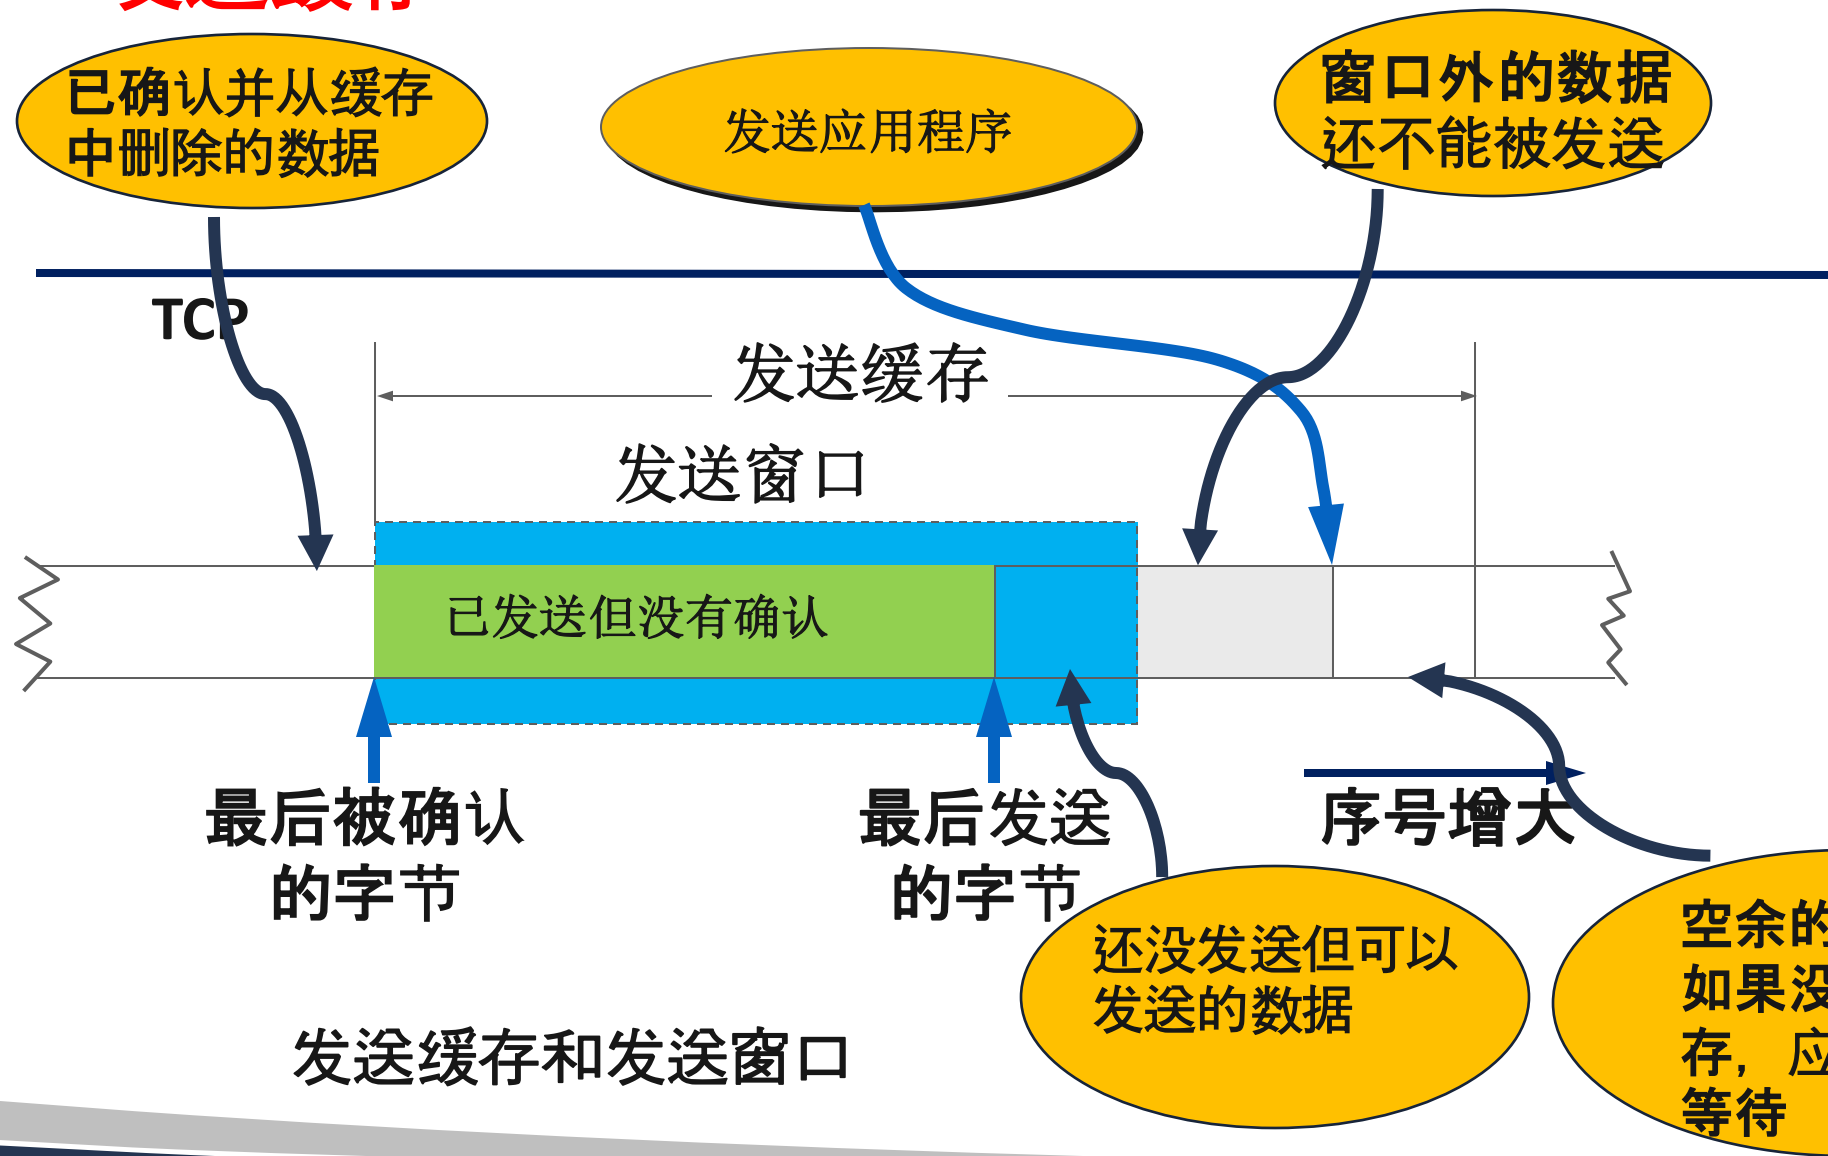 发送缓存
已确认并从缓存
中删除的数据
发送应用程序
窗口外的数据
还不能被发送
TCP
发送缓存
发送窗口
已发送但没有确认
最后被确认
的字节
最后发送
的字节
序号增大
还没发送但可以
发送的数据
空余的
如果没
存,应
等待
发送缓存和发送窗口